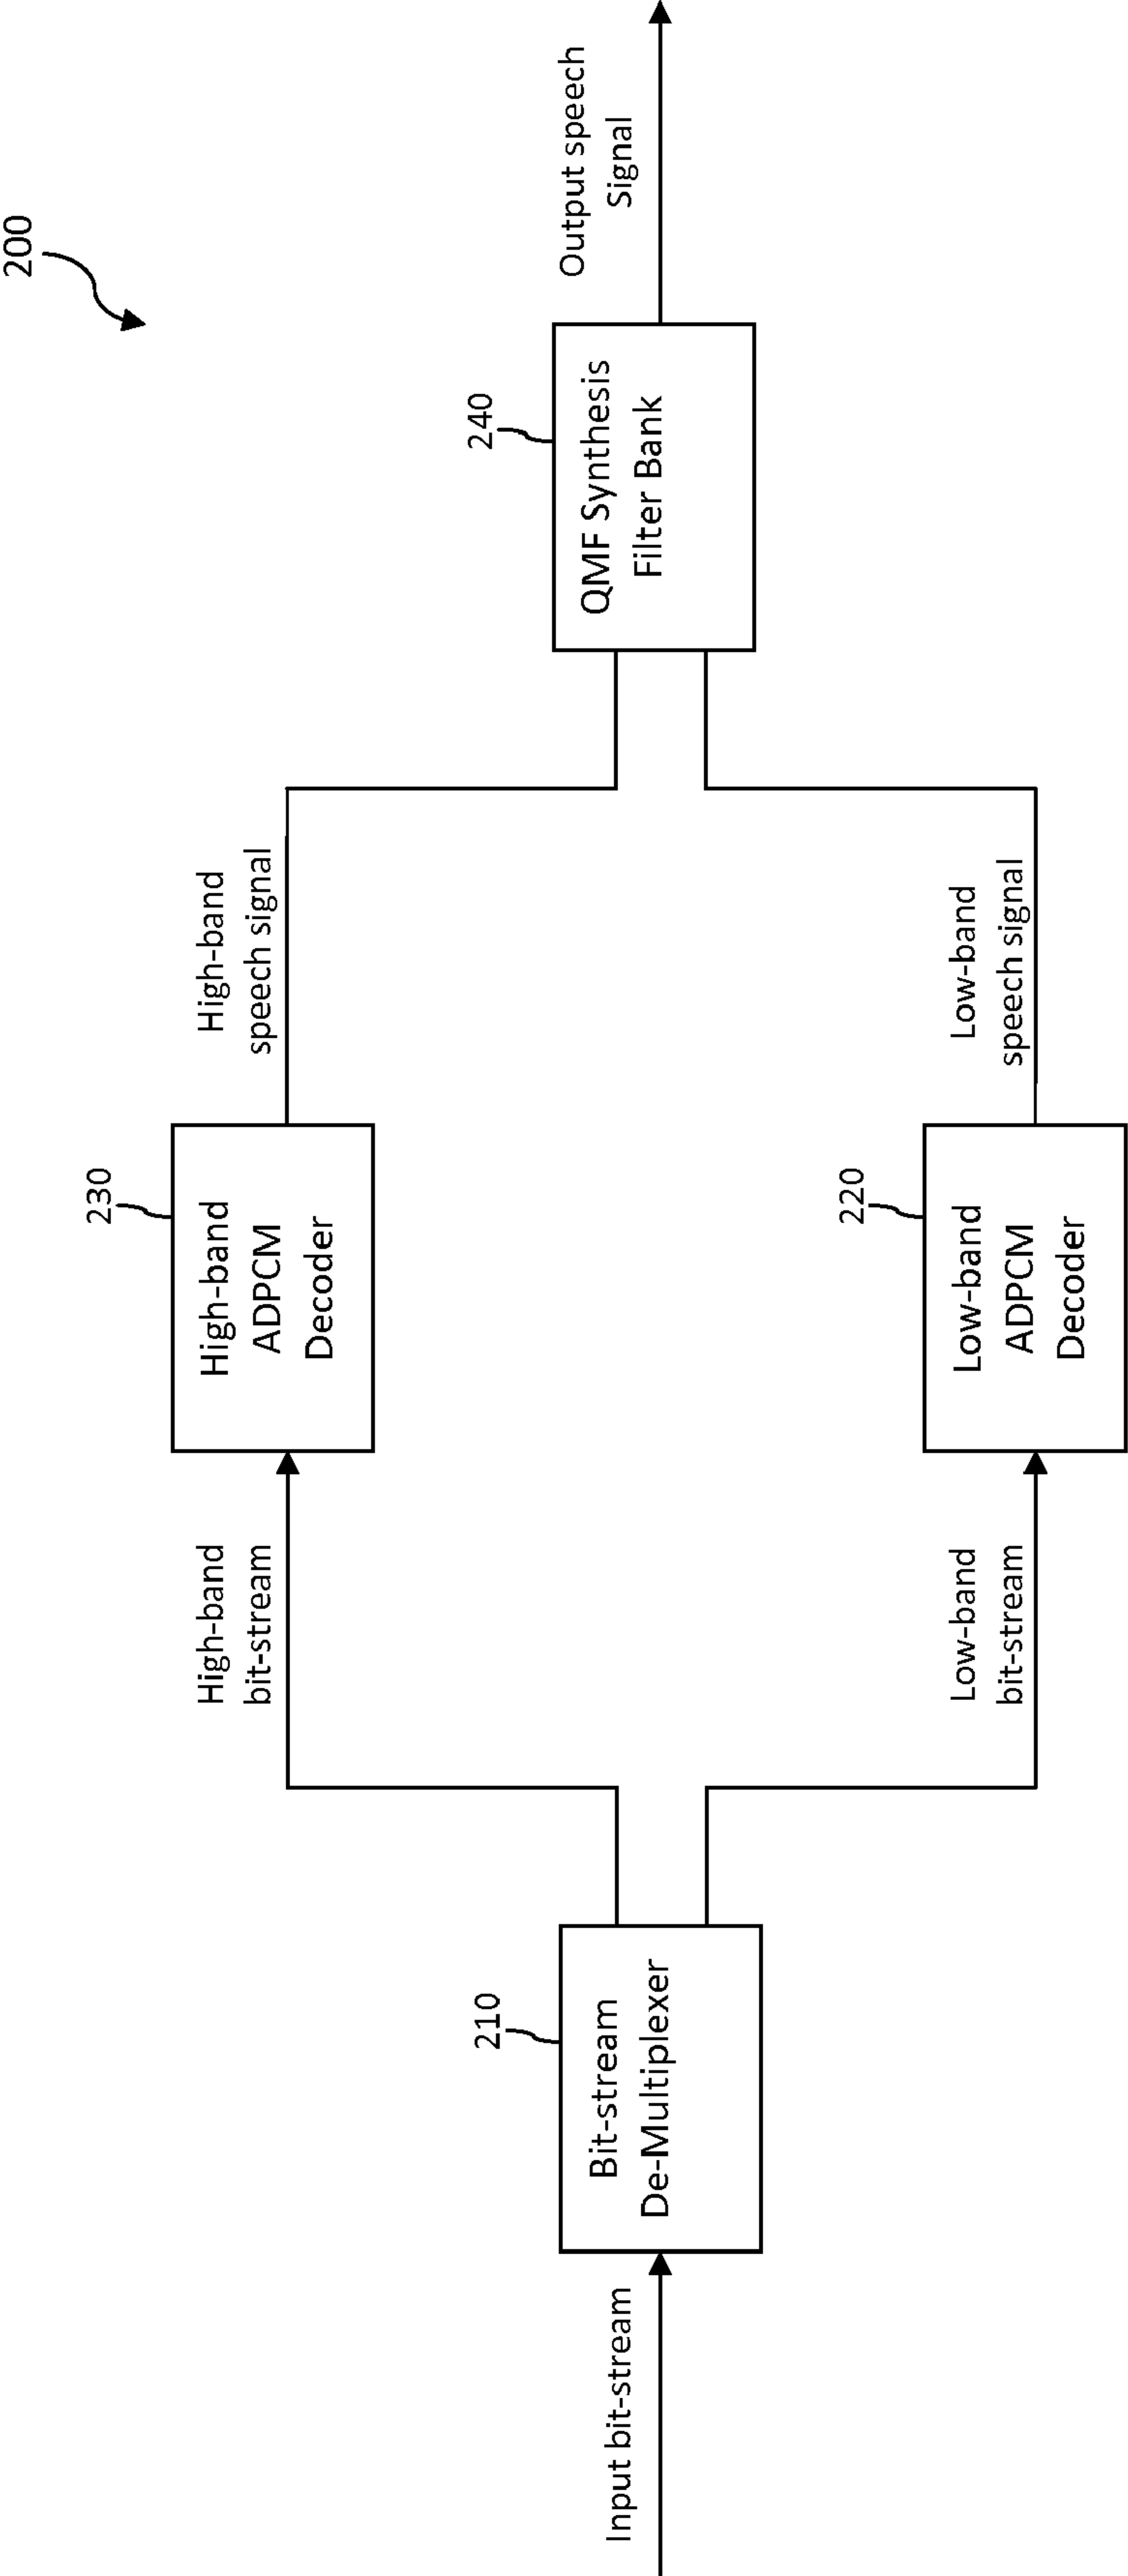 200
Input bit-stream
210
Bit-stream
De-Multiplexer
High-band
bit-stream
230
High-band
ADPCM
Decoder
High-band
speech signal
Low-band
bit-stream
220
Low-band
ADPCM
Decoder
Low-band
speech signal
240
QMF Synthesis
Filter Bank
Output speech
Signal